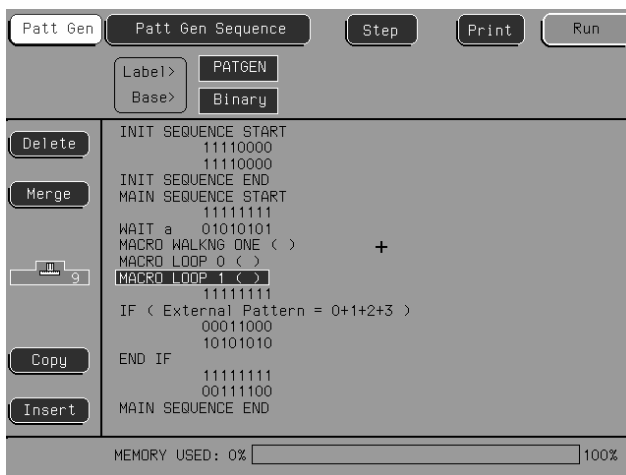 Patt Gen Patt Gen Sequence Step Print Run
Label> PATGEN
Base> Binary
INIT SEQUENCE START
Delete 11110000
11110000
INIT SEQUENCE END
Merge MAIN SEQUENCE START
11111111
WAIT a 01010101
MACRO WALKNG ONE ( )
MACRO LOOP 0 ( )
9 MACRO LOOP 1 ( )
11111111
IF ( External Pattern = 0+1+2+3 )
00011000
10101010
Copy END IF
11111111
00111100
Insert MAIN SEQUENCE END
MEMORY USED: 0% 100%